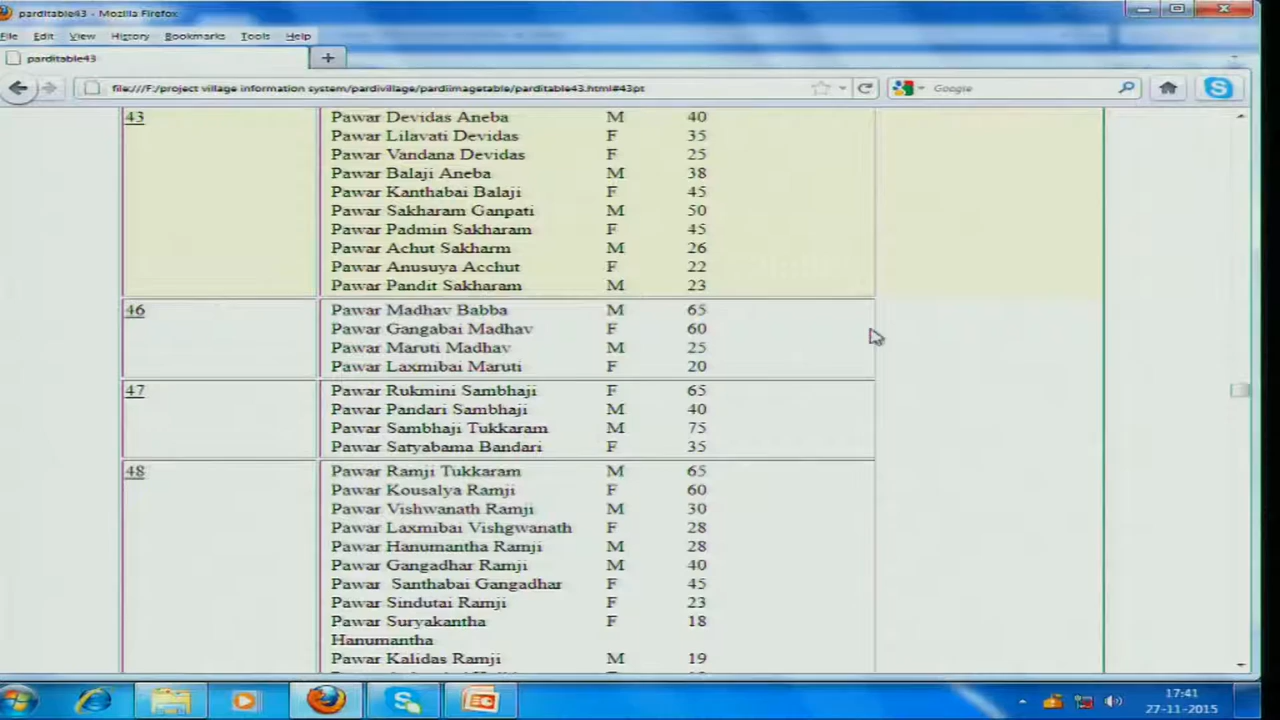 parditable43 - Mozilla Firefox
File Edit View History Bookmarks Tools Help
parditable43 +
file:///F:/project village information system/pardivillage/pardiimagetable/parditable43.html#43pt Google
43 Pawar Devidas Aneba M 40
Pawar Lilavati Devidas F 35
Pawar Vandana Devidas F 25
Pawar Balaji Aneba M 38
Pawar Kanthabai Balaji F 45
Pawar Sakharam Ganpati M 50
Pawar Padmin Sakharam F 45
Pawar Achut Sakharm M 26
Pawar Anusuya Acchut F 22
Pawar Pandit Sakharam M 23
46 Pawar Madhav Babba M 65
Pawar Gangabai Madhav F 60
Pawar Maruti Madhav M 25
Pawar Laxmibai Maruti F 20
47 Pawar Rukmini Sambhaji F 65
Pawar Pandari Sambhaji M 40
Pawar Sambhaji Tukkaram M 75
Pawar Satyabama Bandari F 35
48 Pawar Ramji Tukkaram M 65
Pawar Kousalya Ramji F 60
Pawar Vishwanath Ramji M 30
Pawar Laxmibai Vishgwanath F 28
Pawar Hanumantha Ramji M 28
Pawar Gangadhar Ramji M 40
Pawar Santhabai Gangadhar F 45
Pawar Sindutai Ramji F 23
Pawar Suryakantha F 18
Hanumantha
Pawar Kalidas Ramji M 19
17:41
27-11-2015